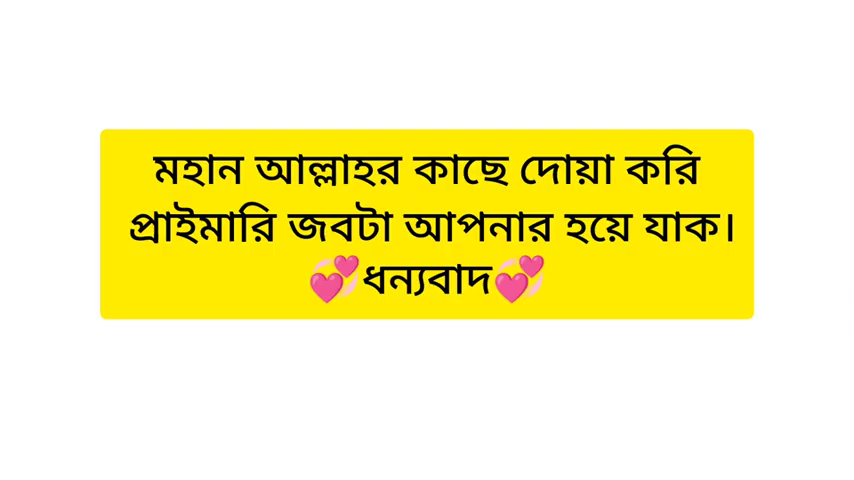 মহান আল্লাহর কাছে দোয়া করি
প্রাইমারি জবটা আপনার হয়ে যাক।
💞ধন্যবাদ💞